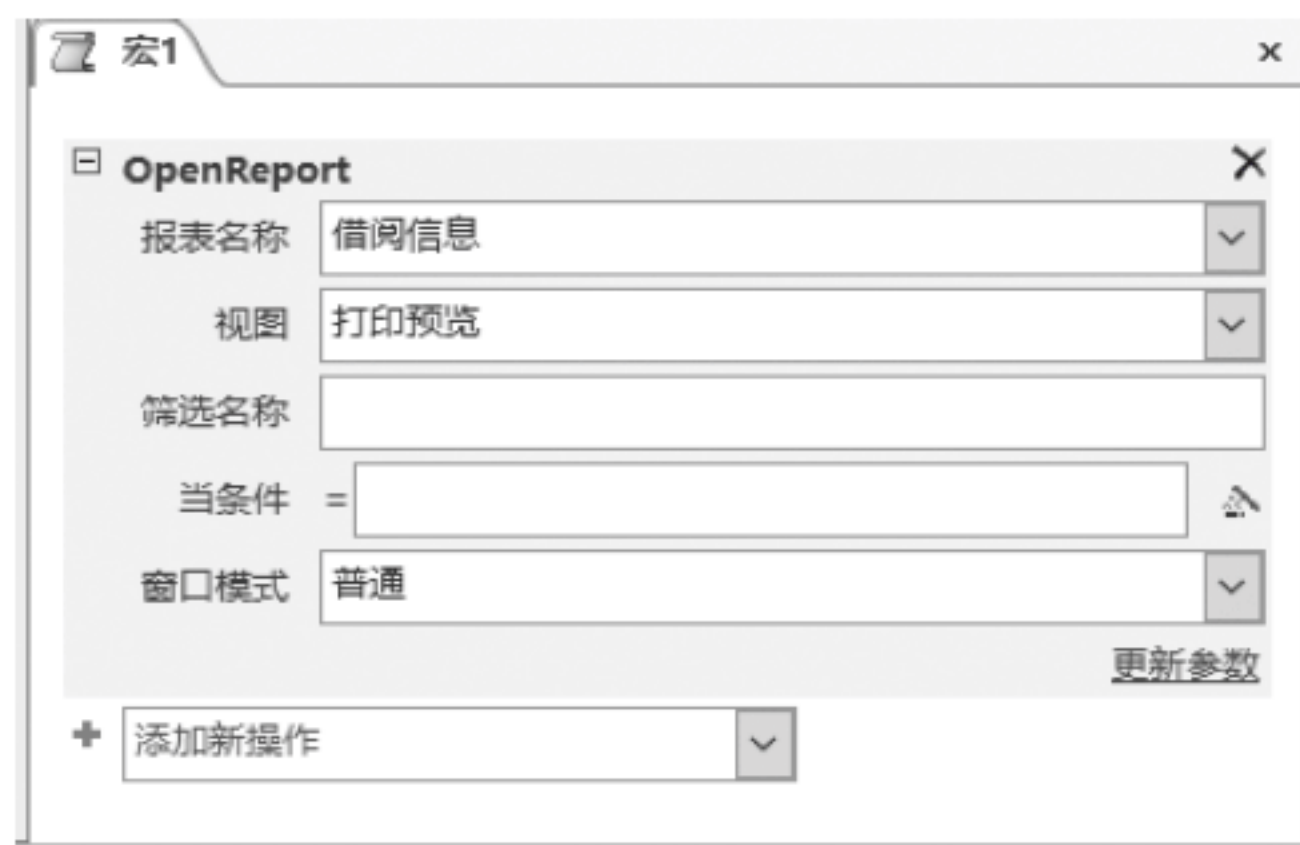 宏1
OpenReport
报表名称 借阅信息
视图 打印预览
筛选名称
当条件 =
窗口模式 普通
更新参数
添加新操作